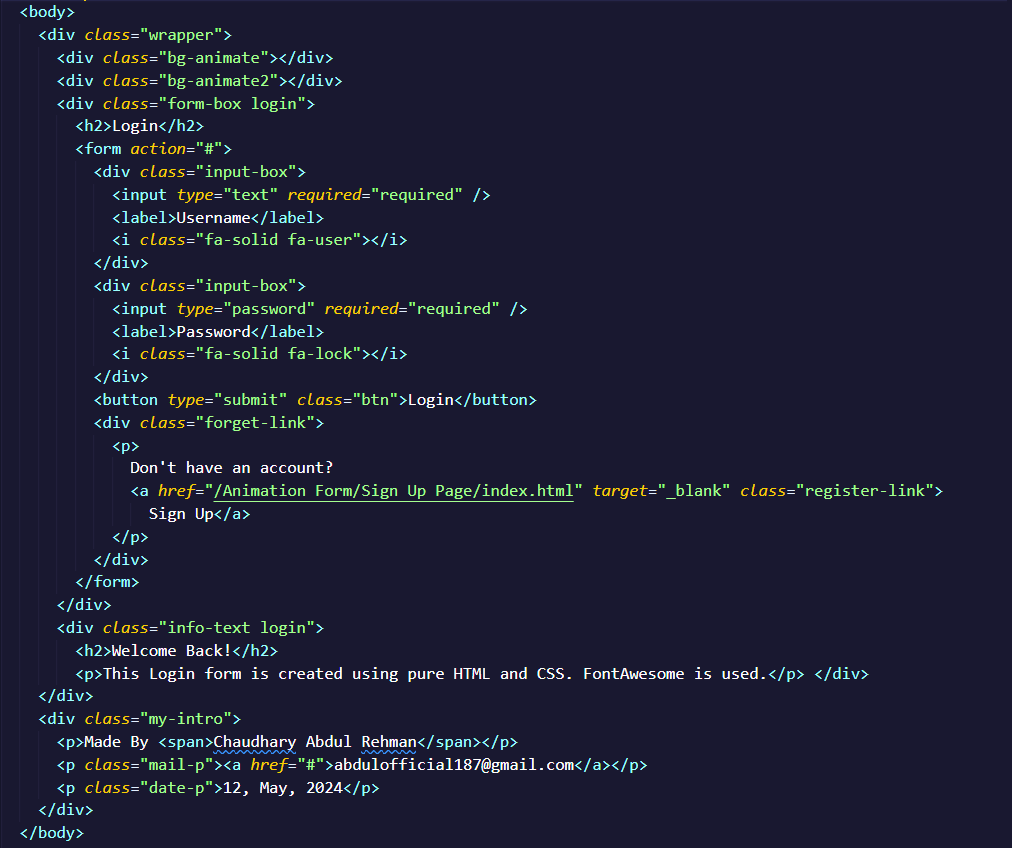 <body>
<div class="wrapper">
<div class="bg-animate"></div>
<div class="bg-animate2"></div>
<div class="form-box login">
<h2>Login</h2>
<form action="#">
<div class="input-box">
<input type="text" required="required" />
<label>Username</label>
<i class="fa-solid fa-user"></i>
</div>
<div class="input-box">
<input type="password" required="required" />
<label>Password</label>
<i class="fa-solid fa-lock"></i>
</div>
<button type="submit" class="btn">Login</button>
<div class="forget-link">
<p>
Don't have an account?
<a href="/Animation Form/Sign Up Page/index.html" target="_blank" class="register-link">
Sign Up</a>
</p>
</div>
</form>
</div>
<div class="info-text login">
<h2>Welcome Back!</h2>
<p>This Login form is created using pure HTML and CSS. FontAwesome is used.</p> </div>
</div>
<div class="my-intro">
<p>Made By <span>Chaudhary Abdul Rehman</span></p>
<p class="mail-p"><a href="#">abdulofficial187@gmail.com</a></p>
<p class="date-p">12, May, 2024</p>
</div>
</body>